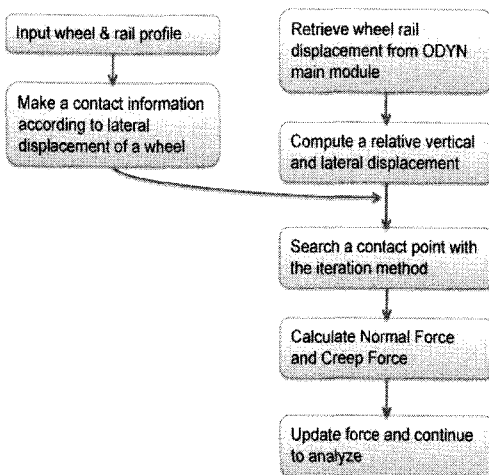 Input wheel & rail profile
Make a contact information
according to lateral
displacement of a wheel
Retrieve wheel rail
displacement from ODYN
main module
Compute a relative vertical
and lateral displacement
Search a contact point with
the iteration method
Calculate Normal Force
and Creep Force
Update force and continue
to analyze